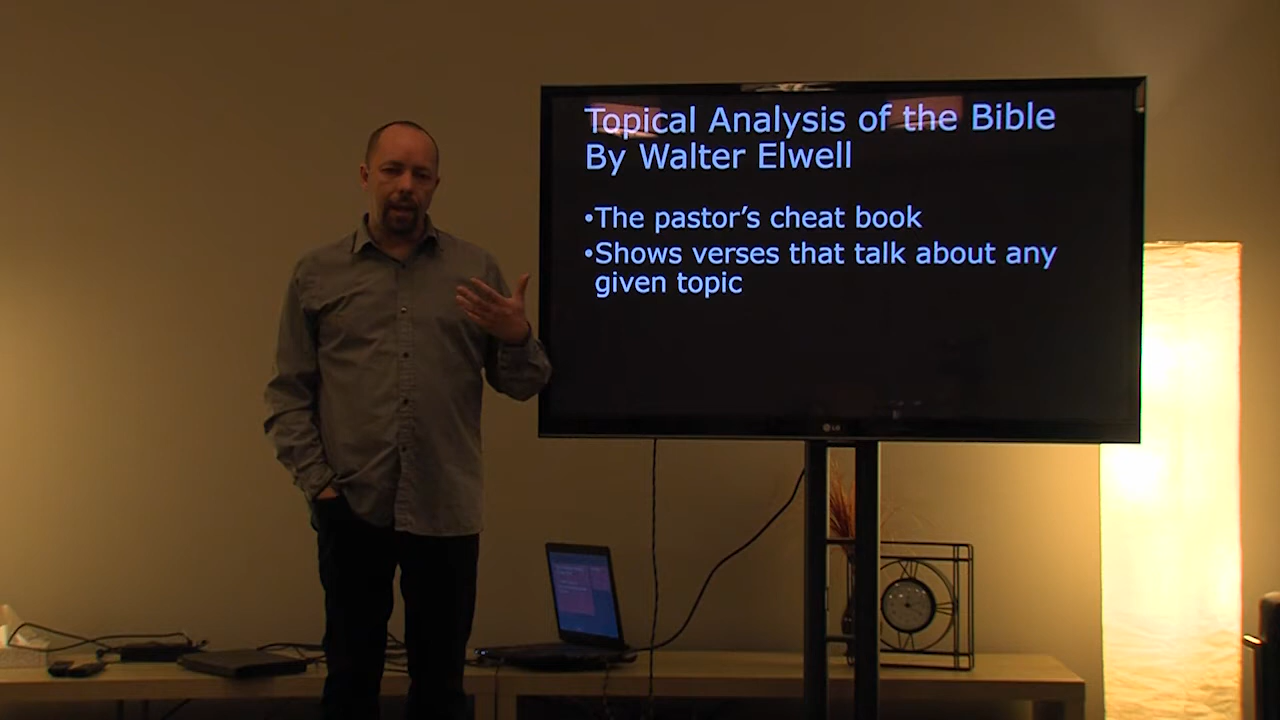 Topical Analysis of the Bible
By Walter Elwell
•The pastor's cheat book
•Shows verses that talk about any
given topic
LG